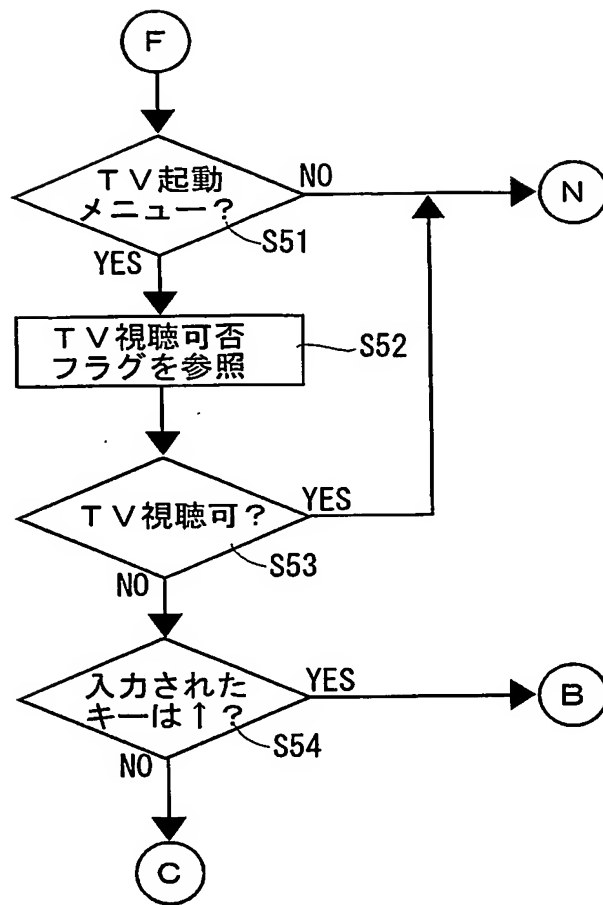 F
TV起動
メニュー?
NO
N
S51
YES
TV視聴可否
フラグを参照
S52
TV視聴可?
YES
S53
NO
入力された
キーは↑?
YES
B
S54
NO
C